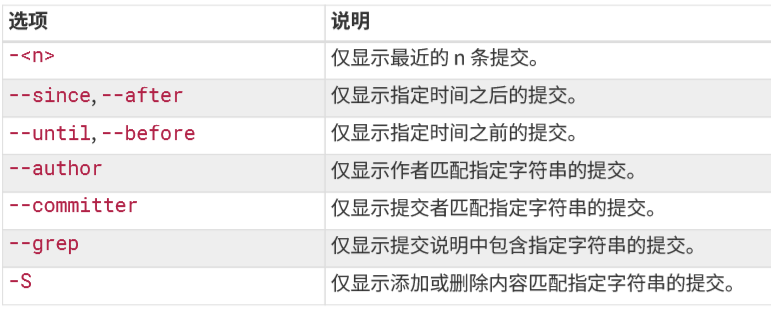 选项 说明
-<n> 仅显示最近的 n 条提交。
--since, --after 仅显示指定时间之后的提交。
--until, --before 仅显示指定时间之前的提交。
--author 仅显示作者匹配指定字符串的提交。
--committer 仅显示提交者匹配指定字符串的提交。
--grep 仅显示提交说明中包含指定字符串的提交。
-S 仅显示添加或删除内容匹配指定字符串的提交。